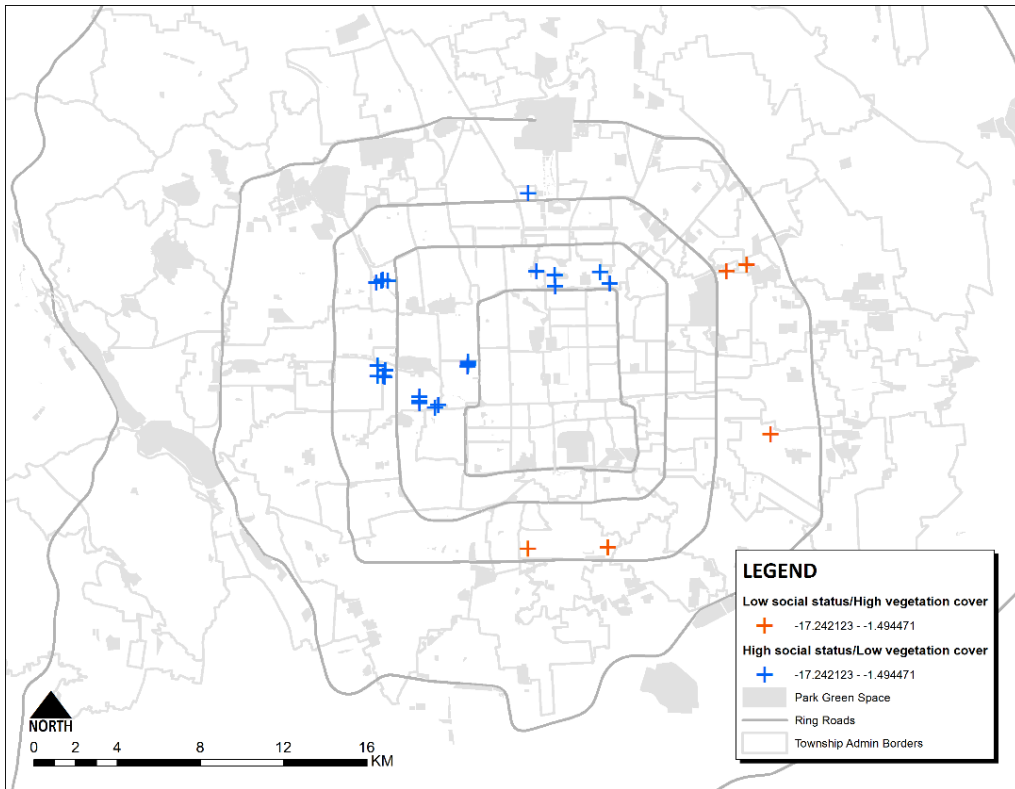 LEGEND
Low social status/High vegetation cover
-17.242123 - -1.494471
High social status/Low vegetation cover
-17.242123 - -1.494471
Park Green Space
Ring Roads
Township Admin Borders
NORTH
0 2 4 8 12 16
KM